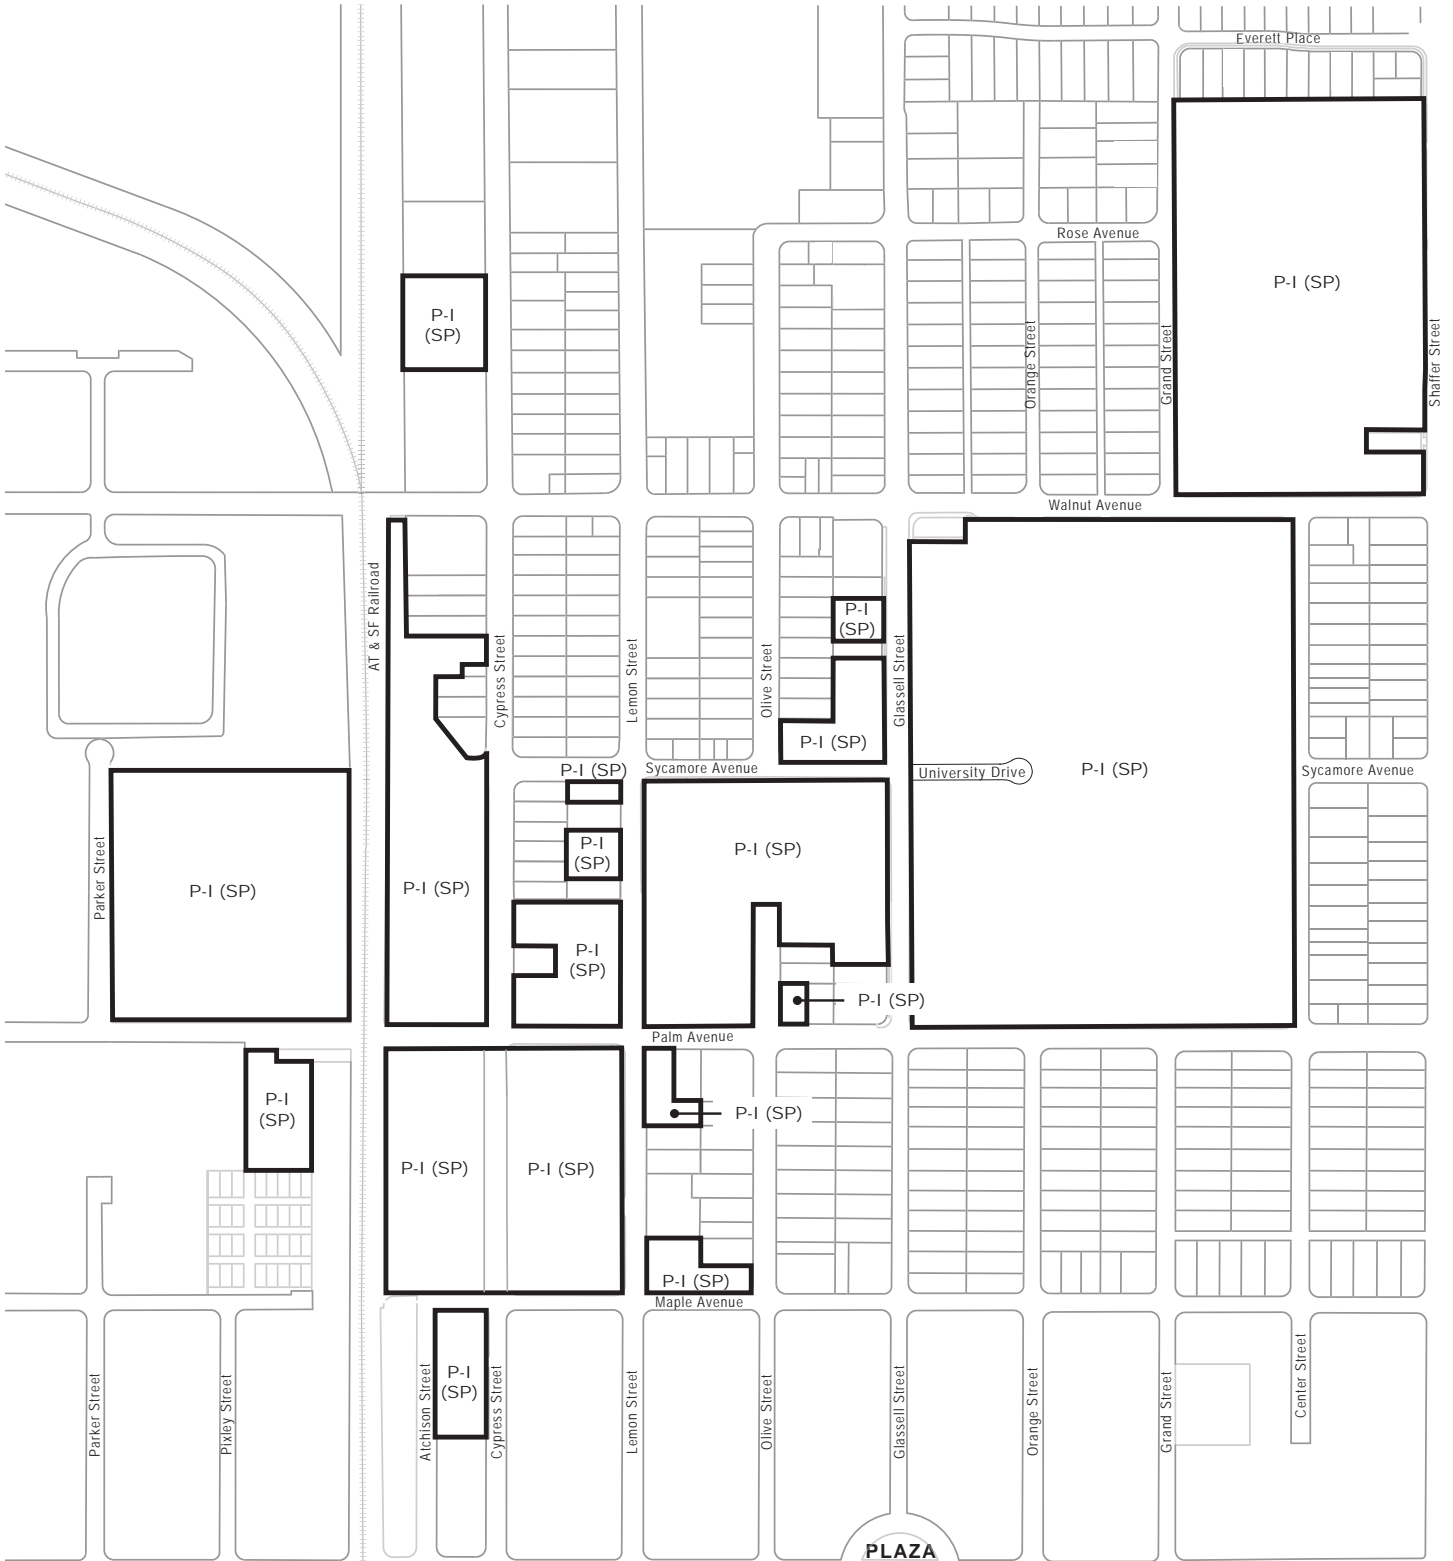 Everett Place
Rose Avenue
P-I (SP)
P-I
(SP)
Orange Street
Grand Street
Shaffer Street
Walnut Avenue
AT & SF Railroad
P-I
(SP)
Cypress Street
Lemon Street
Olive Street
Glassell Street
P-I (SP)
P-I (SP)
Sycamore Avenue
University Drive
P-I (SP)
Sycamore Avenue
P-I
(SP)
P-I (SP)
Parker Street
P-I (SP)
P-I (SP)
P-I
(SP)
P-I (SP)
Palm Avenue
P-I
(SP)
P-I (SP)
P-I (SP)
P-I (SP)
P-I (SP)
Maple Avenue
P-I
(SP)
Parker Street
Pixley Street
Atchison Street
Cypress Street
Lemon Street
Olive Street
Glassell Street
Orange Street
Grand Street
Center Street
PLAZA